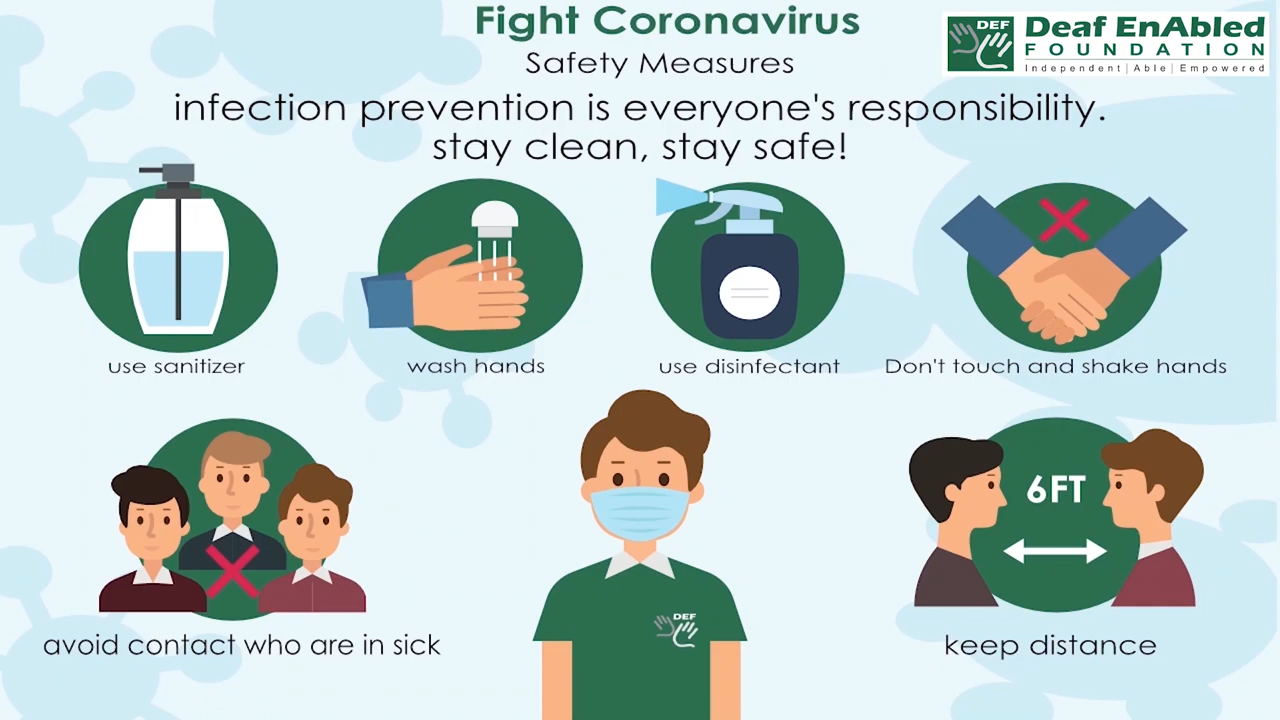 Fight Coronavirus
Safety Measures
DEF
Deaf EnAbled
FOUNDATION
Independent | Able | Empowered
infection prevention is everyone's responsibility.
stay clean, stay safe!
use sanitizer
wash hands
use disinfectant
Don't touch and shake hands
6FT
DEF
avoid contact who are in sick
keep distance